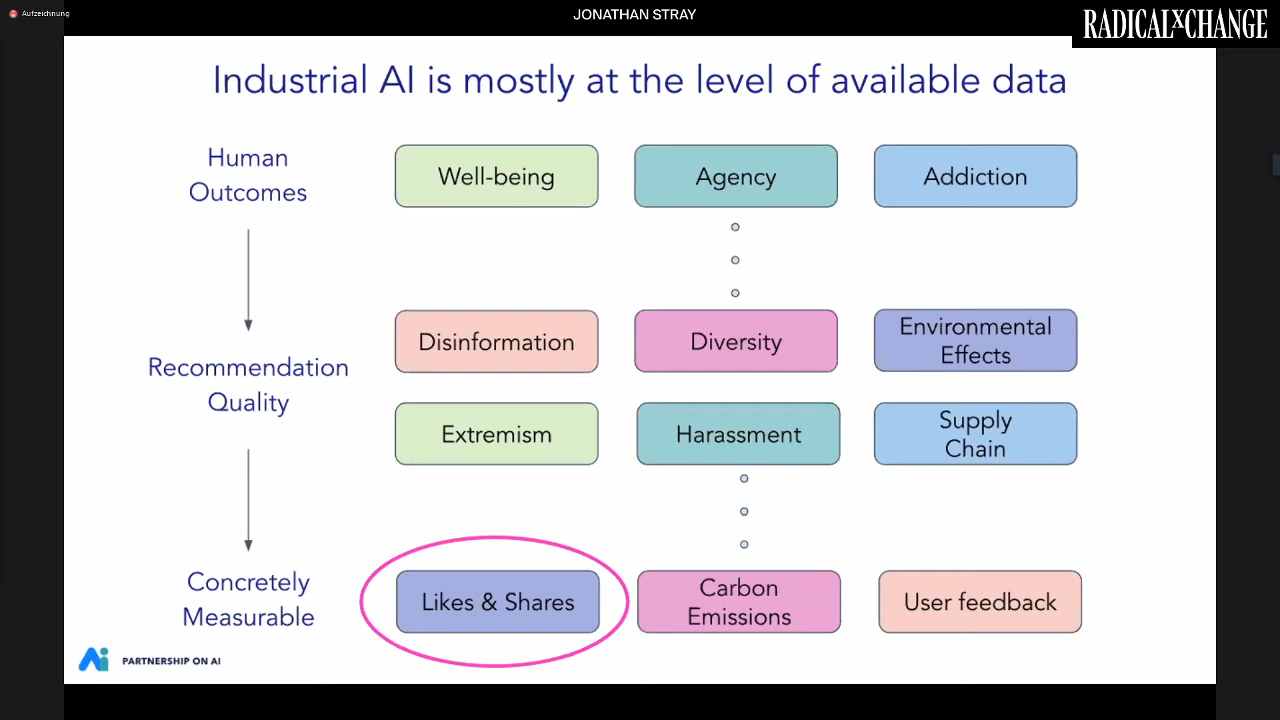 Aufzeichnung
JONATHAN STRAY
RADICALXCHANGE
Industrial AI is mostly at the level of available data
Human
Outcomes
Well-being
Agency
Addiction
Recommendation
Quality
Disinformation
Diversity
Environmental
Effects
Extremism
Harassment
Supply
Chain
Concretely
Measurable
Likes & Shares
Carbon
Emissions
User feedback
Ai
PARTNERSHIP ON AI